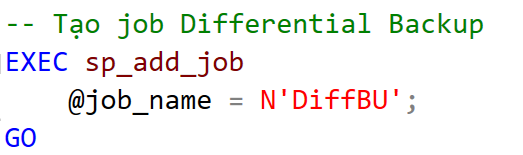 -- Tạo job Differential Backup
EXEC sp_add_job
@job_name = N'DiffBU';
GO